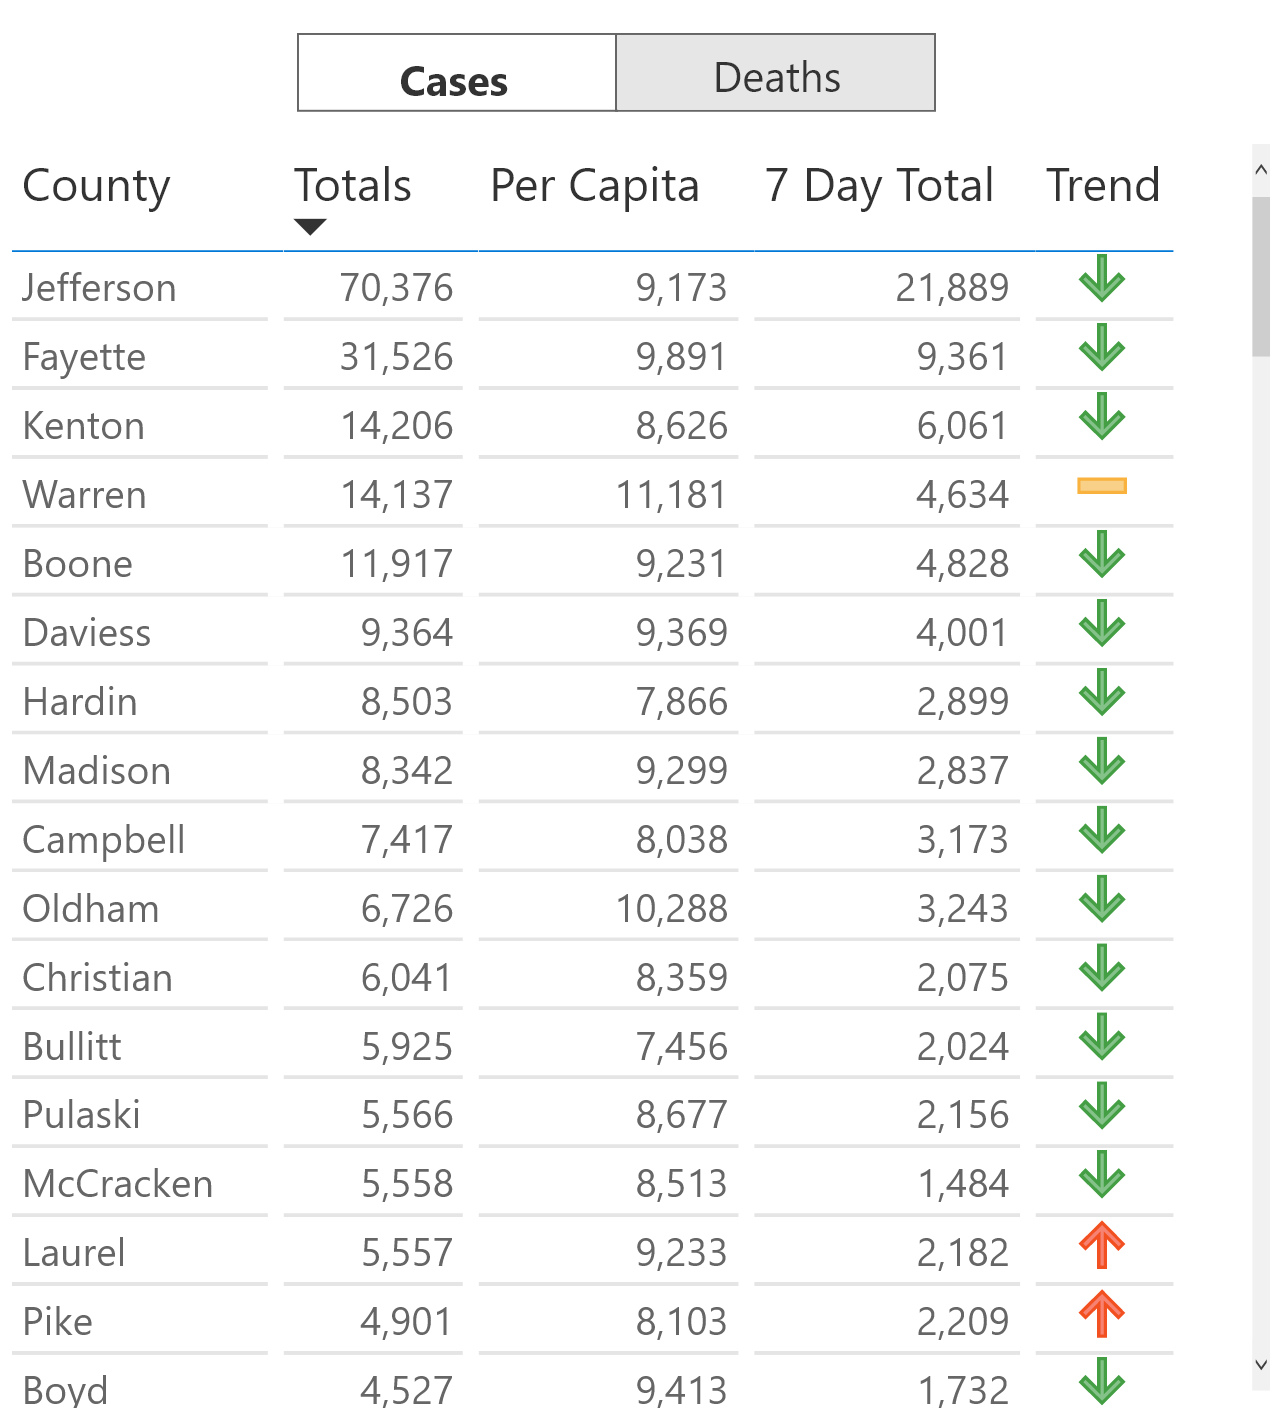 Cases Deaths
County Totals Per Capita 7 Day Total Trend
Jefferson 70,376 9,173 21,889
Fayette 31,526 9,891 9,361
Kenton 14,206 8,626 6,061
Warren 14,137 11,181 4,634
Boone 11,917 9,231 4,828
Daviess 9,364 9,369 4,001
Hardin 8,503 7,866 2,899
Madison 8,342 9,299 2,837
Campbell 7,417 8,038 3,173
Oldham 6,726 10,288 3,243
Christian 6,041 8,359 2,075
Bullitt 5,925 7,456 2,024
Pulaski 5,566 8,677 2,156
McCracken 5,558 8,513 1,484
Laurel 5,557 9,233 2,182
Pike 4,901 8,103 2,209
Boyd 4,527 9,413 1,732